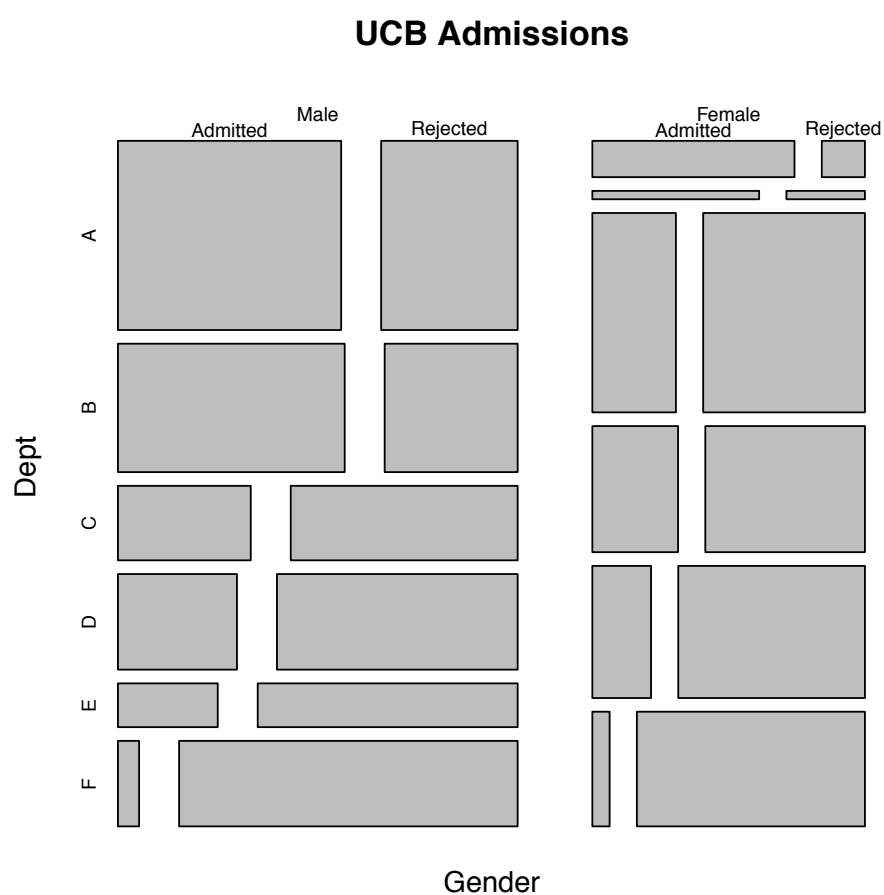 UCB Admissions
Male
Female
Admitted
Rejected
Admitted
Rejected
A
B
C
D
E
F
Dept
Gender